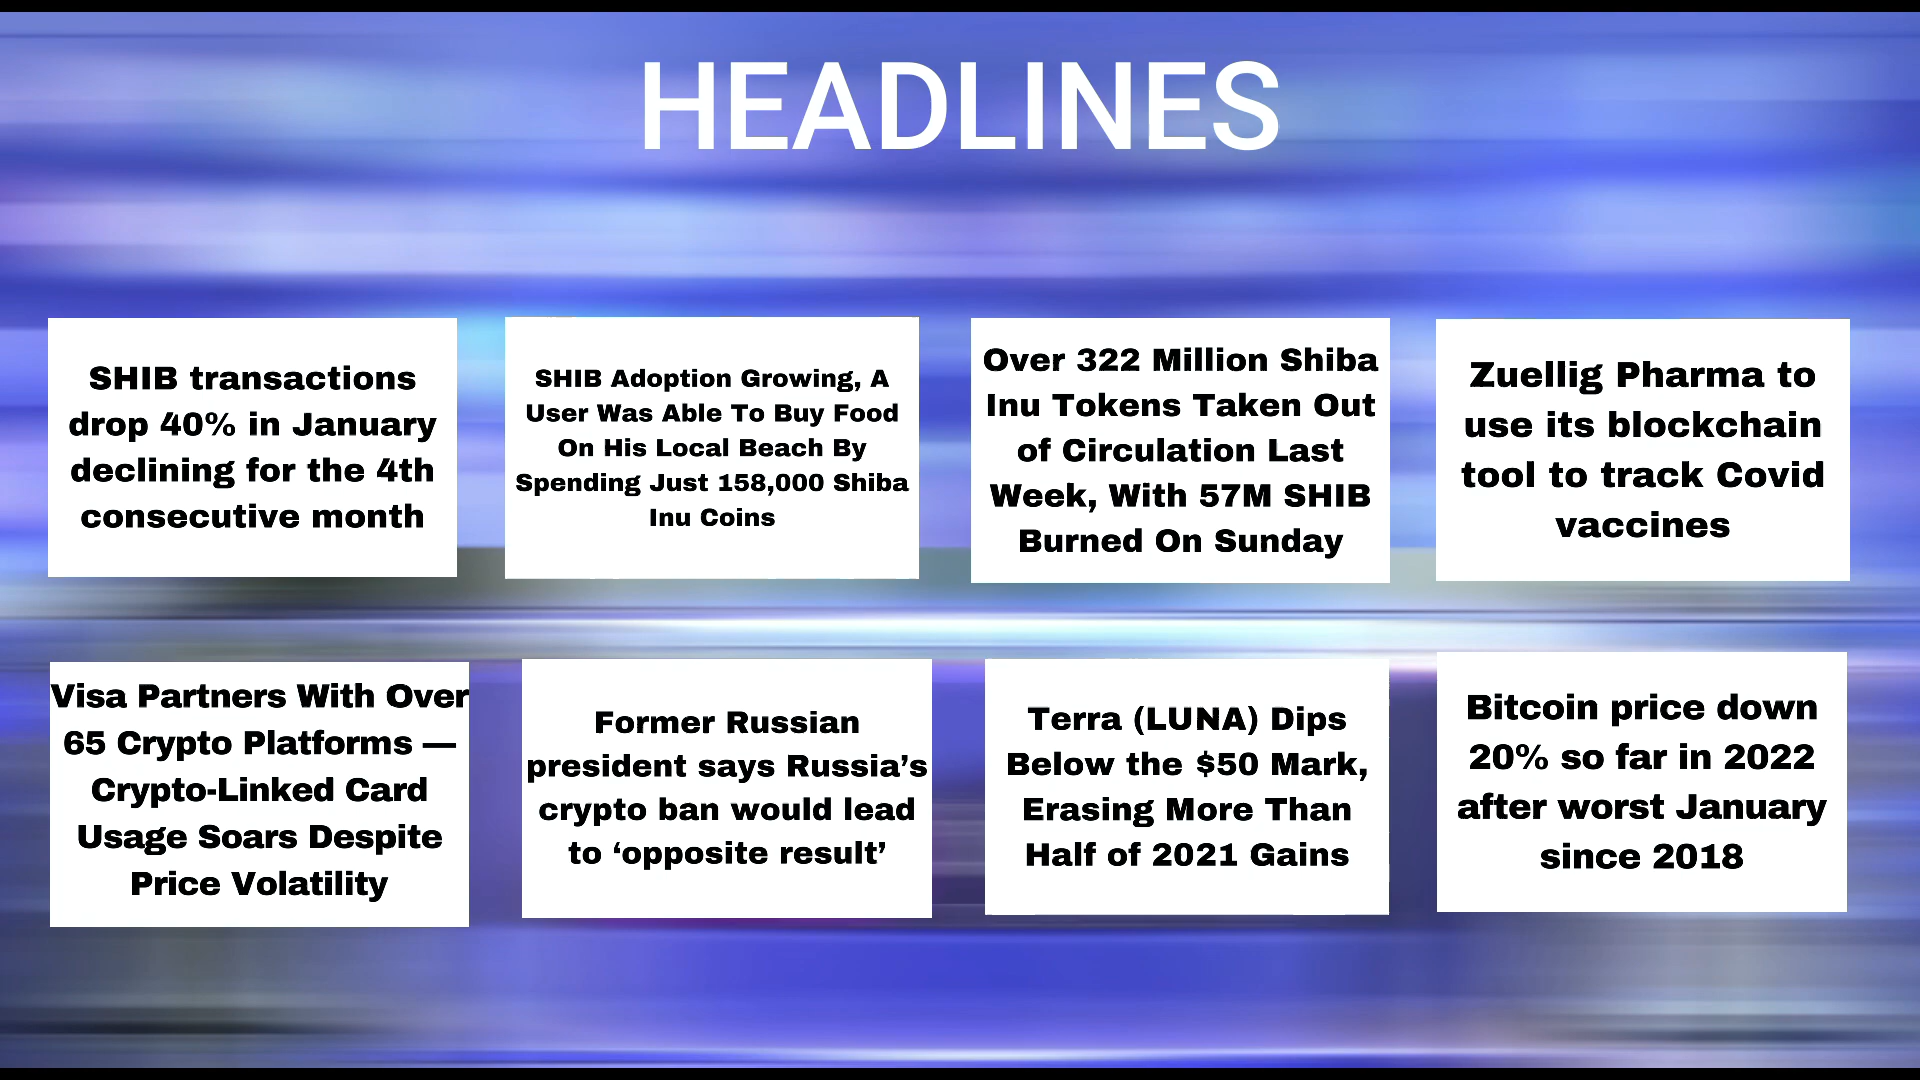 HEADLINES
SHIB transactions
drop 40% in January
declining for the 4th
consecutive month
SHIB Adoption Growing, A
User Was Able To Buy Food
On His Local Beach By
Spending Just 158,000 Shiba
Inu Coins
Over 322 Million Shiba
Inu Tokens Taken Out
of Circulation Last
Week, With 57M SHIB
Burned On Sunday
Zuellig Pharma to
use its blockchain
tool to track Covid
vaccines
Visa Partners With Over
65 Crypto Platforms —
Crypto-Linked Card
Usage Soars Despite
Price Volatility
Former Russian
president says Russia’s
crypto ban would lead
to ‘opposite result’
Terra (LUNA) Dips
Below the $50 Mark,
Erasing More Than
Half of 2021 Gains
Bitcoin price down
20% so far in 2022
after worst January
since 2018